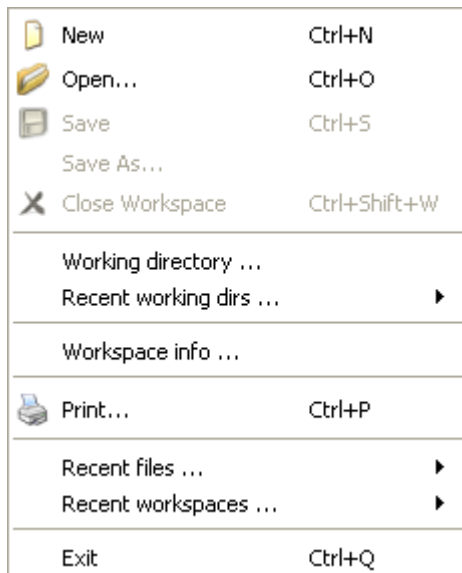 New Ctrl+N
Open... Ctrl+O
Save Ctrl+S
Save As...
Close Workspace Ctrl+Shift+W
Working directory ...
Recent working dirs ...
Workspace info ...
Print... Ctrl+P
Recent files ...
Recent workspaces ...
Exit Ctrl+Q